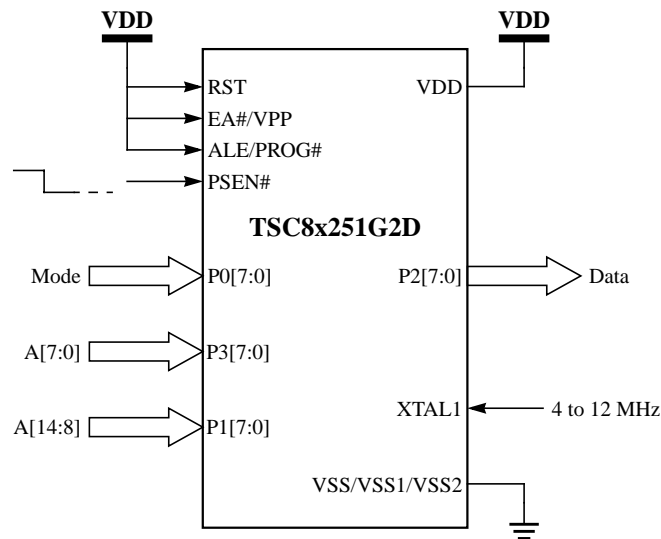 VDD VDD
RST VDD
EA#/VPP
ALE/PROG#
PSEN#
TSC8x251G2D
Mode P0[7:0] P2[7:0] Data
A[7:0] P3[7:0]
XTAL1 4 to 12 MHz
A[14:8] P1[7:0]
VSS/VSS1/VSS2